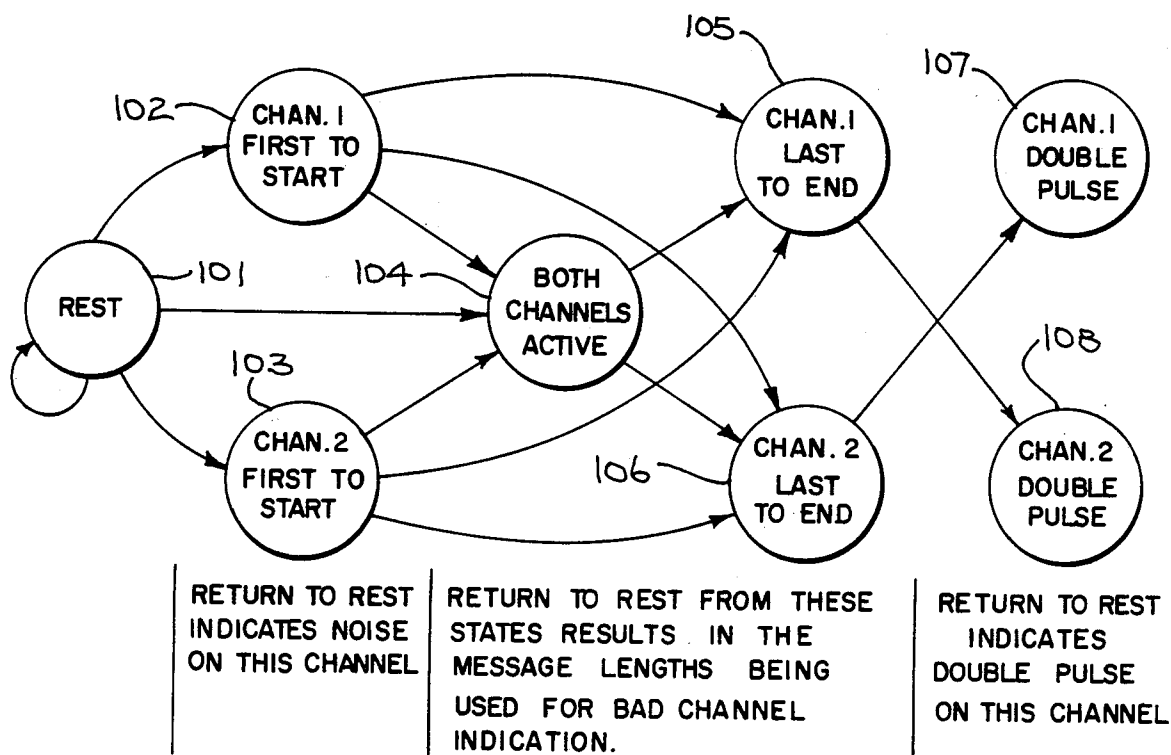 105
107
102
CHAN. 1
FIRST TO
START
CHAN. 1
LAST
TO END
CHAN. 1
DOUBLE
PULSE
101
REST
104
BOTH
CHANNELS
ACTIVE
103
108
CHAN. 2
FIRST TO
START
106
CHAN. 2
LAST
TO END
CHAN. 2
DOUBLE
PULSE
RETURN TO REST
INDICATES NOISE
ON THIS CHANNEL
RETURN TO REST FROM THESE
STATES RESULTS IN THE
MESSAGE LENGTHS BEING
USED FOR BAD CHANNEL
INDICATION.
RETURN TO REST
INDICATES
DOUBLE PULSE
ON THIS CHANNEL